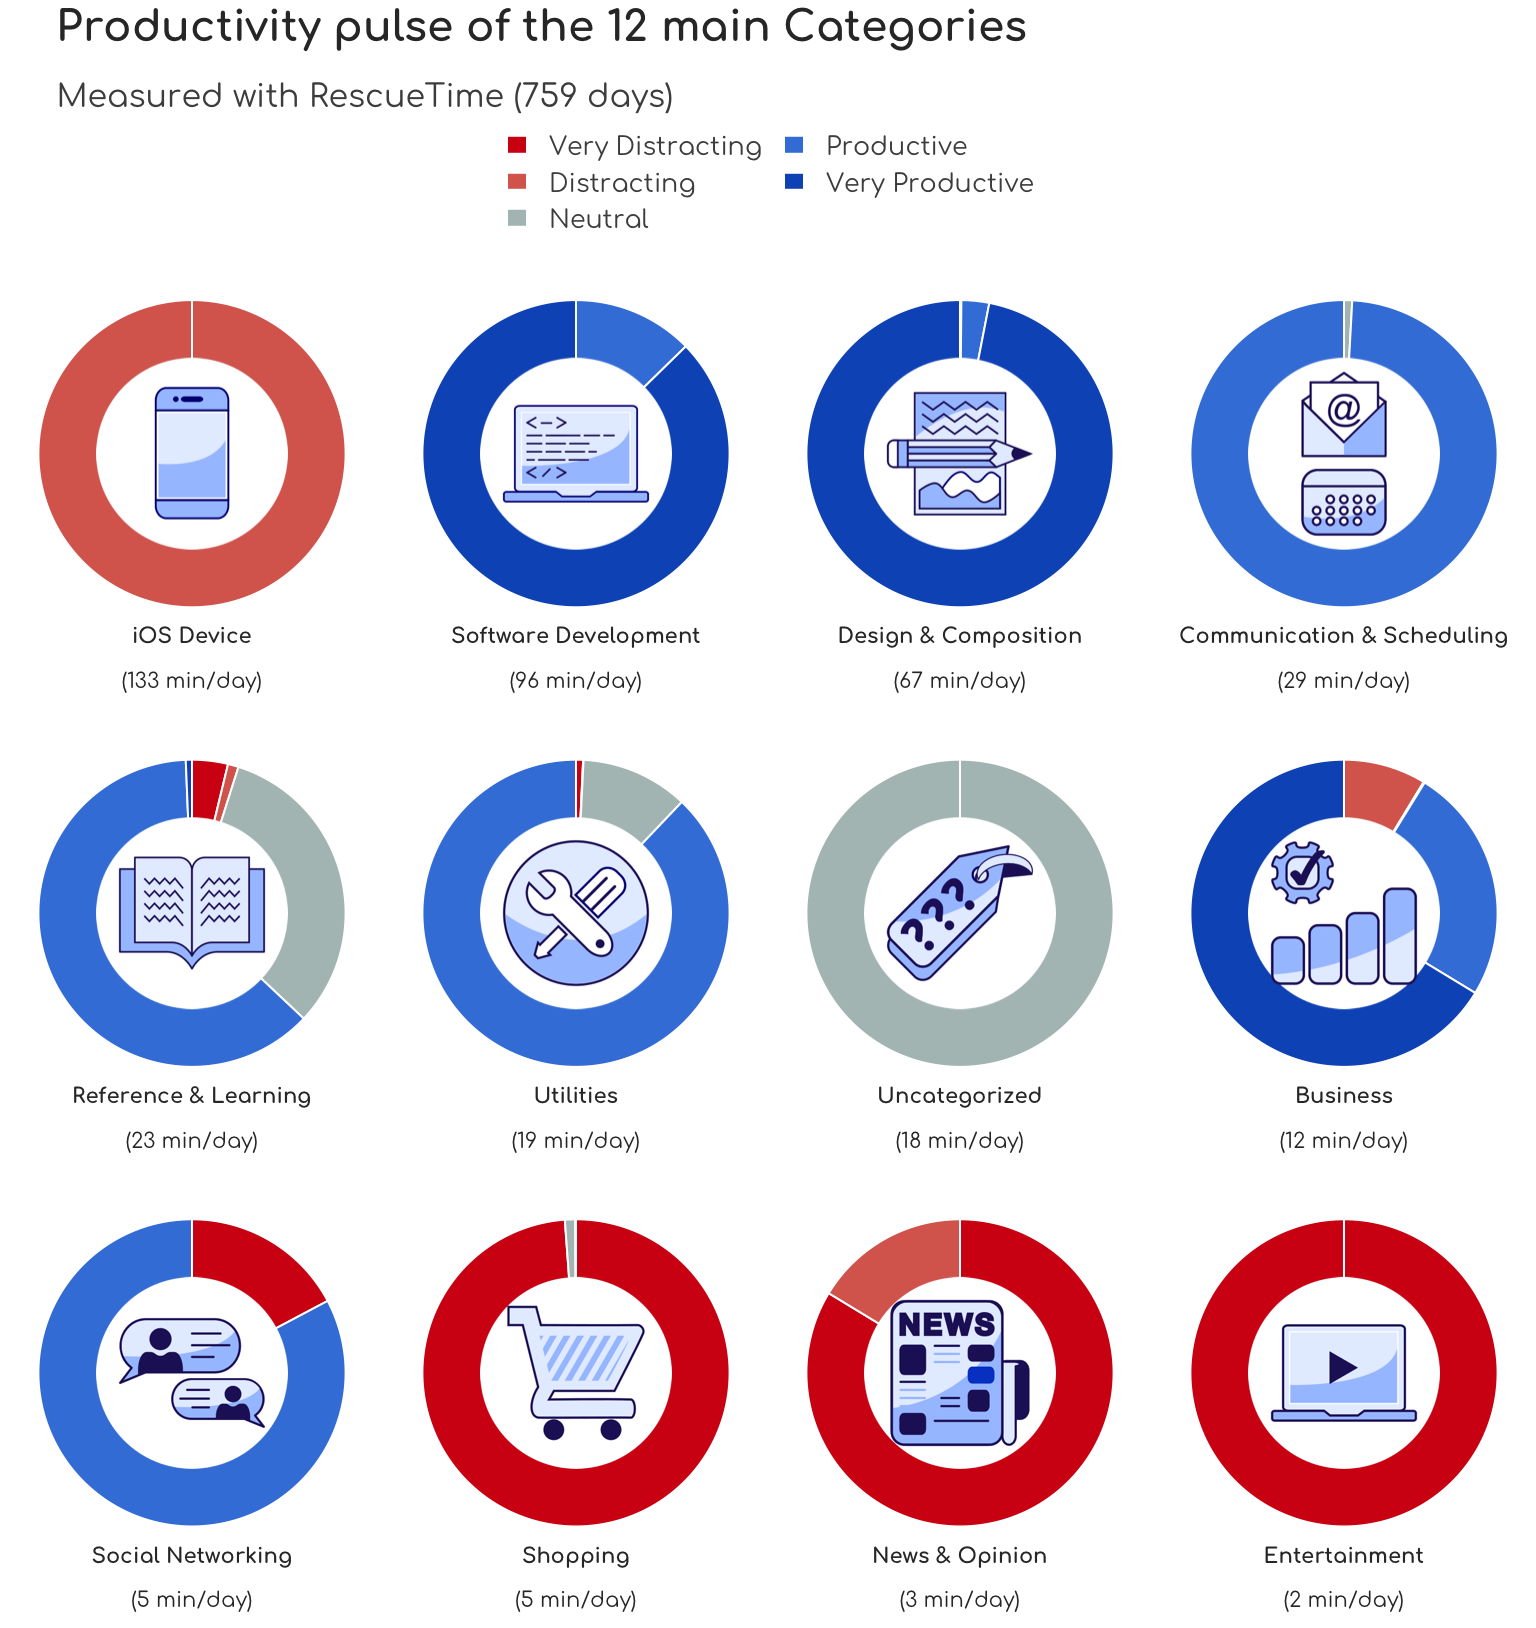 Productivity pulse of the 12 main Categories
Measured with RescueTime (759 days)
Very Distracting
Distracting
Neutral
Productive
Very Productive
<->
</>
@
iOS Device
(133 min/day)
Software Development
(96 min/day)
Design & Composition
(67 min/day)
Communication & Scheduling
(29 min/day)
???
Reference & Learning
(23 min/day)
Utilities
(19 min/day)
Uncategorized
(18 min/day)
Business
(12 min/day)
NEWS
Social Networking
(5 min/day)
Shopping
(5 min/day)
News & Opinion
(3 min/day)
Entertainment
(2 min/day)